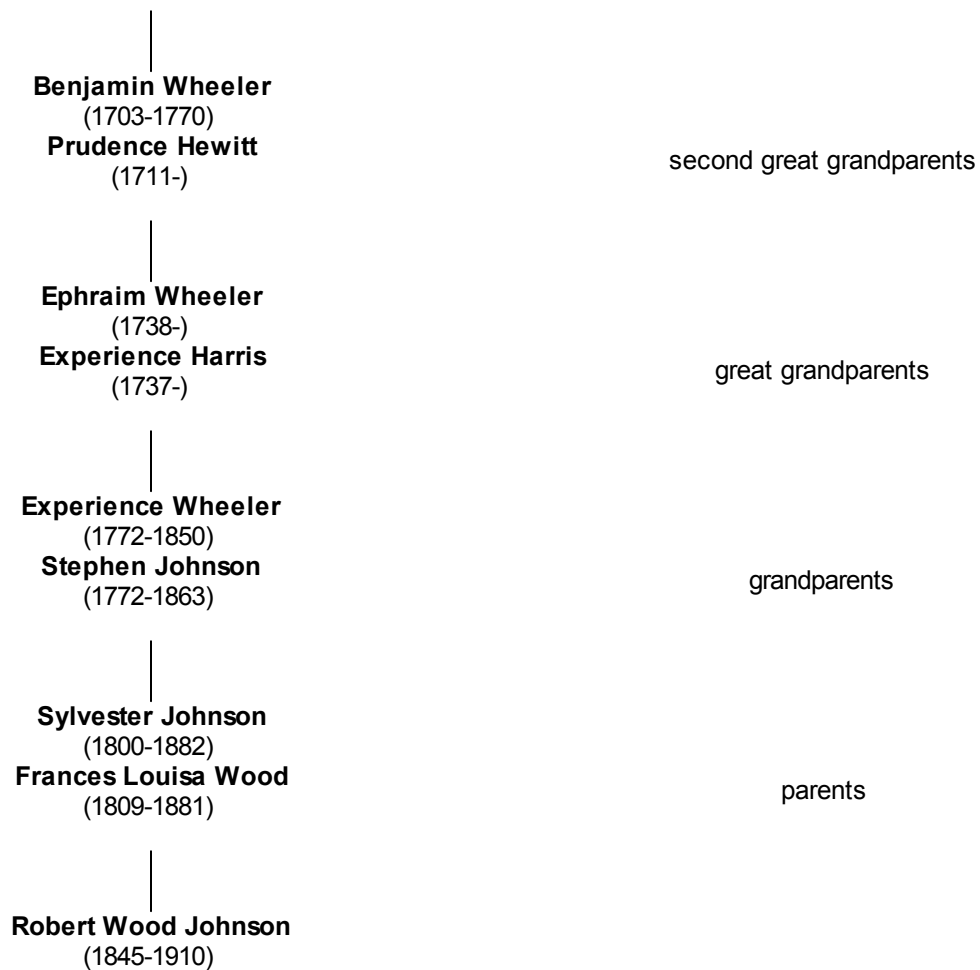 Benjamin Wheeler
(1703-1770)
Prudence Hewitt
(1711-)
second great grandparents
Ephraim Wheeler
(1738-)
Experience Harris
(1737-)
great grandparents
Experience Wheeler
(1772-1850)
Stephen Johnson
(1772-1863)
grandparents
Sylvester Johnson
(1800-1882)
Frances Louisa Wood
(1809-1881)
parents
Robert Wood Johnson
(1845-1910)